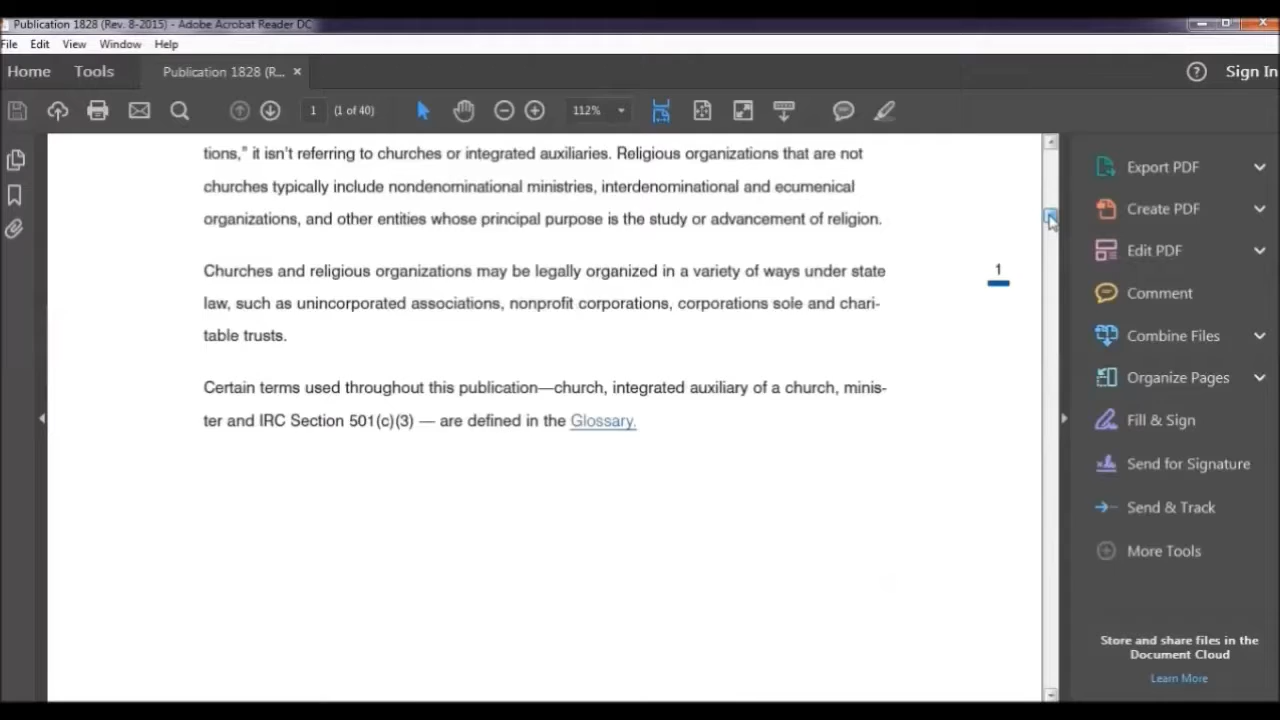 Publication 1828 (Rev. 8-2015) - Adobe Acrobat Reader DC
File Edit View Window Help
Home Tools Publication 1828 (R... ×
? Sign In
1 (1 of 40) 112%
tions,” it isn't referring to churches or integrated auxiliaries. Religious organizations that are not
churches typically include nondenominational ministries, interdenominational and ecumenical
organizations, and other entities whose principal purpose is the study or advancement of religion.
Churches and religious organizations may be legally organized in a variety of ways under state
law, such as unincorporated associations, nonprofit corporations, corporations sole and chari-
table trusts.
1
Certain terms used throughout this publication—church, integrated auxiliary of a church, minis-
ter and IRC Section 501(c)(3) — are defined in the Glossary.
Export PDF
Create PDF
Edit PDF
Comment
Combine Files
Organize Pages
Fill & Sign
Send for Signature
Send & Track
More Tools
Store and share files in the
Document Cloud
Learn More